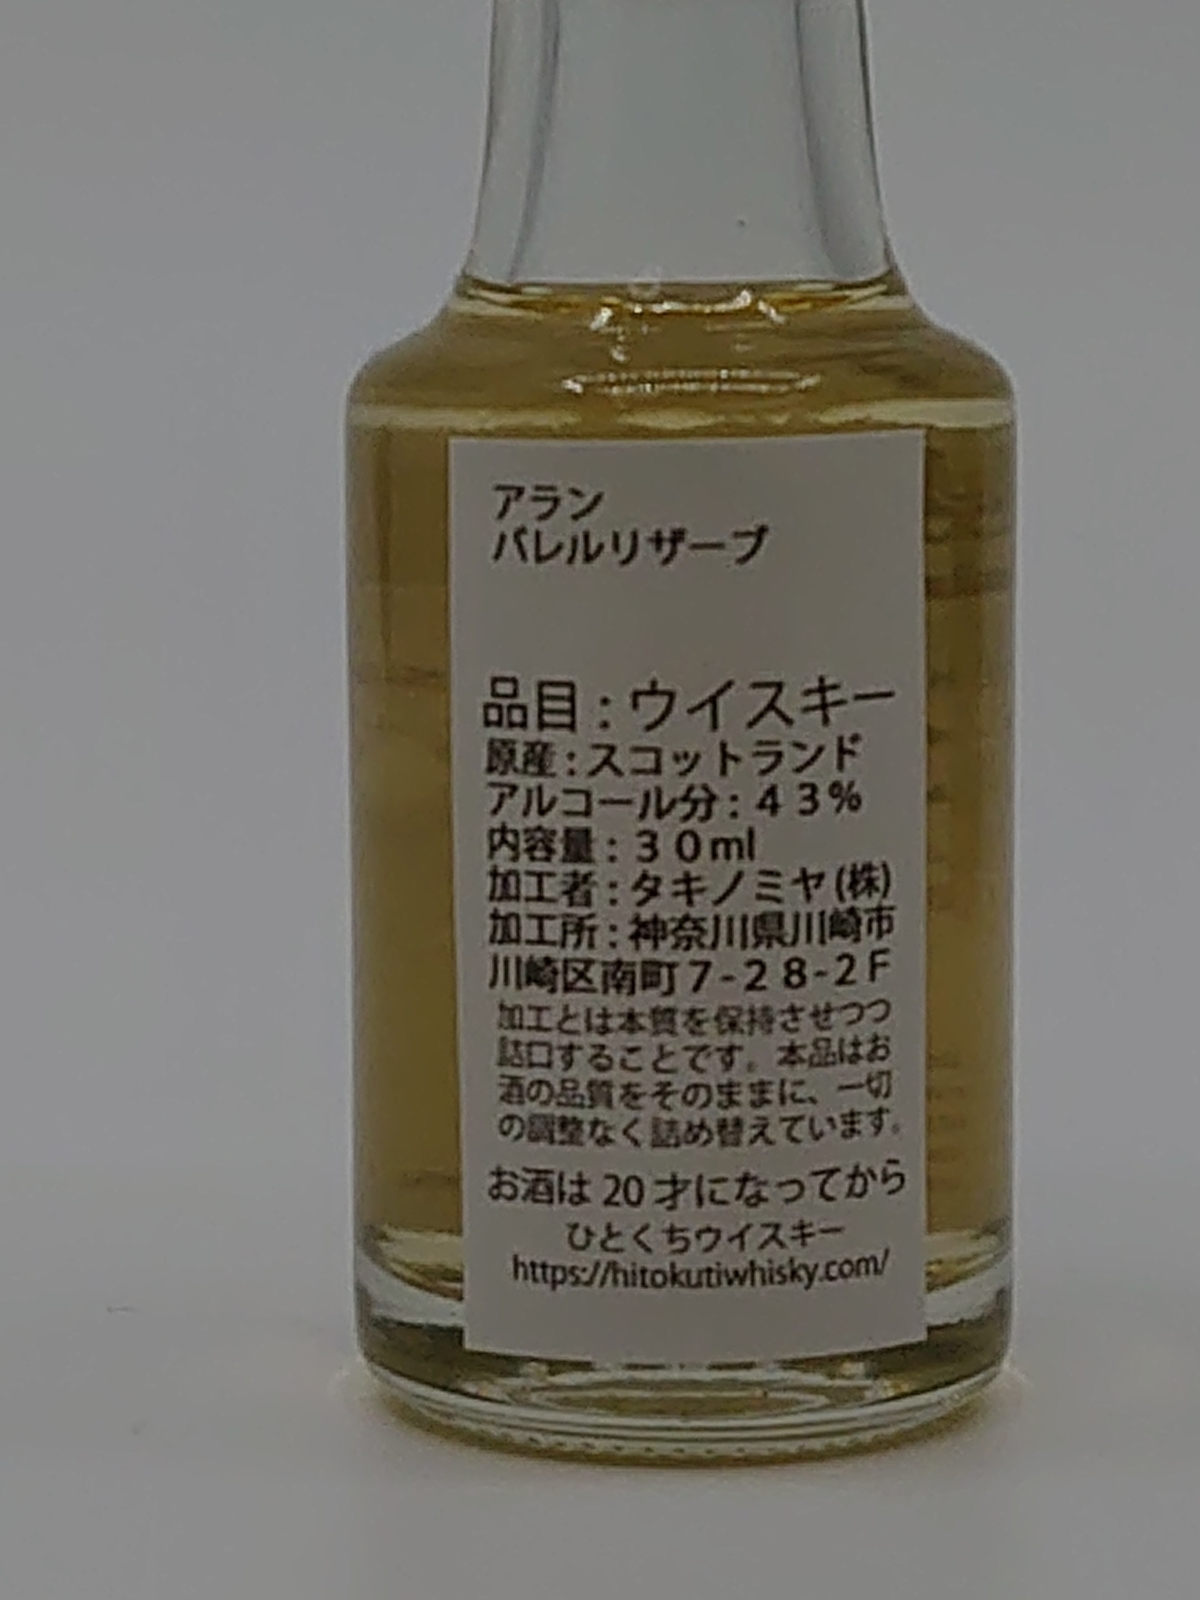 アラン
バレルリザーブ
品目：ウイスキー
原産：スコットランド
アルコール分：４３％
内容量：３０ml
加工者：タキノミヤ(株)
加工所：神奈川県川崎市
川崎区南町７-２８-２Ｆ
加工とは本質を保持させつつ
詰口することです。本品はお
酒の品質をそのままに、一切
の調整なく詰め替えています。
お酒は 20 才になってから
ひとくちウイスキー
https://hitokutiwhisky.com/